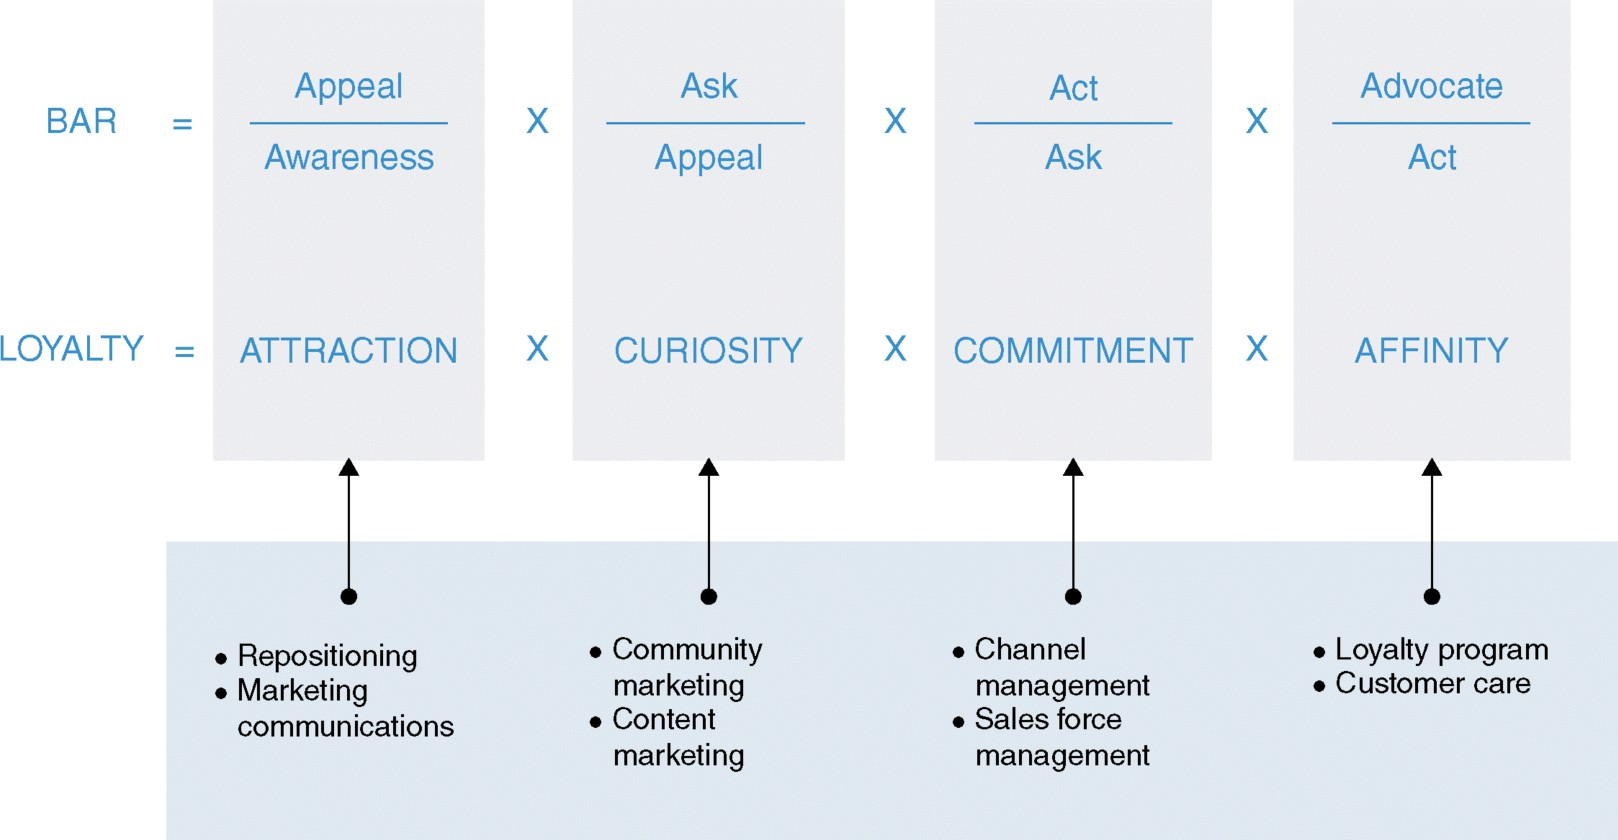 Appeal Ask Act Advocate
BAR = X X X
Awareness Appeal Ask Act
LOYALTY = ATTRACTION X CURIOSITY X COMMITMENT X AFFINITY
• Repositioning
• Marketing
communications
• Community
marketing
• Content
marketing
• Channel
management
• Sales force
management
• Loyalty program
• Customer care